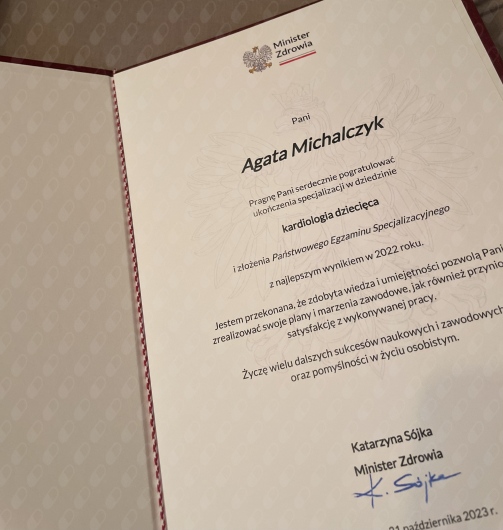 Minister
Zdrowia
Pani
Agata Michalczyk
Pragnę Pani serdecznie pogratulować
ukończenia specjalizacji w dziedzinie
kardiologia dziecięca
i złożenia Państwowego Egzaminu Specjalizacyjnego
z najlepszym wynikiem w 2022 roku.
Jestem przekonana, że zdobyta wiedza i umiejętności pozwolą Pani
zrealizować swoje plany i marzenia zawodowe, jak również
satysfakcję z wykonywanej pracy.
Życzę wielu dalszych sukcesów naukowych i zawodowych
oraz pomyślności w życiu osobistym.
Katarzyna Sójka
Minister Zdrowia
K. Sójka
października 2023 r.